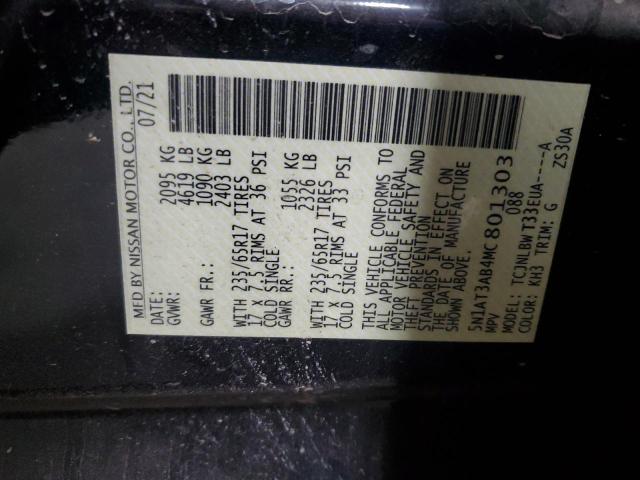 MFD BY NISSAN MOTOR CO., LTD.
DATE: 07/21
GVWR: 2095 KG
4619 LB
GAWR FR.: 1090 KG
2403 LB
WITH 235/65R17 TIRES
17 X 7.5 RIMS AT 36 PSI
COLD SINGLE
GAWR RR.: 1055 KG
2326 LB
WITH 235/65R17 TIRES
17 X 7.5 RIMS AT 33 PSI
COLD SINGLE
THIS VEHICLE CONFORMS TO
ALL APPLICABLE FEDERAL
MOTOR VEHICLE SAFETY AND
THEFT PREVENTION
STANDARDS IN EFFECT ON
THE DATE OF MANUFACTURE
SHOWN ABOVE.
5N1AT3AB4MC801303
MPV 088
MODEL: TCJNLBWT33EUA----A
COLOR: KH3 TRIM: G ZS30A